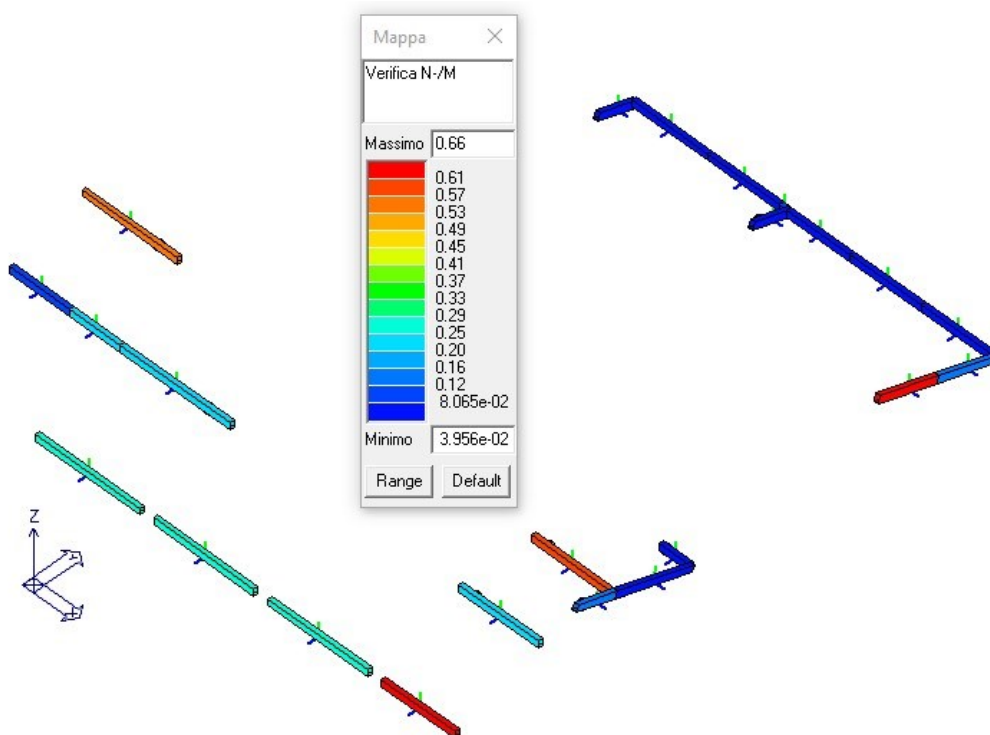 Mappa
Verifica N-/M
Massimo 0.66
0.61
0.57
0.53
0.49
0.45
0.41
0.37
0.33
0.29
0.25
0.20
0.16
0.12
8.065e-02
Minimo 3.956e-02
Range Default
Z